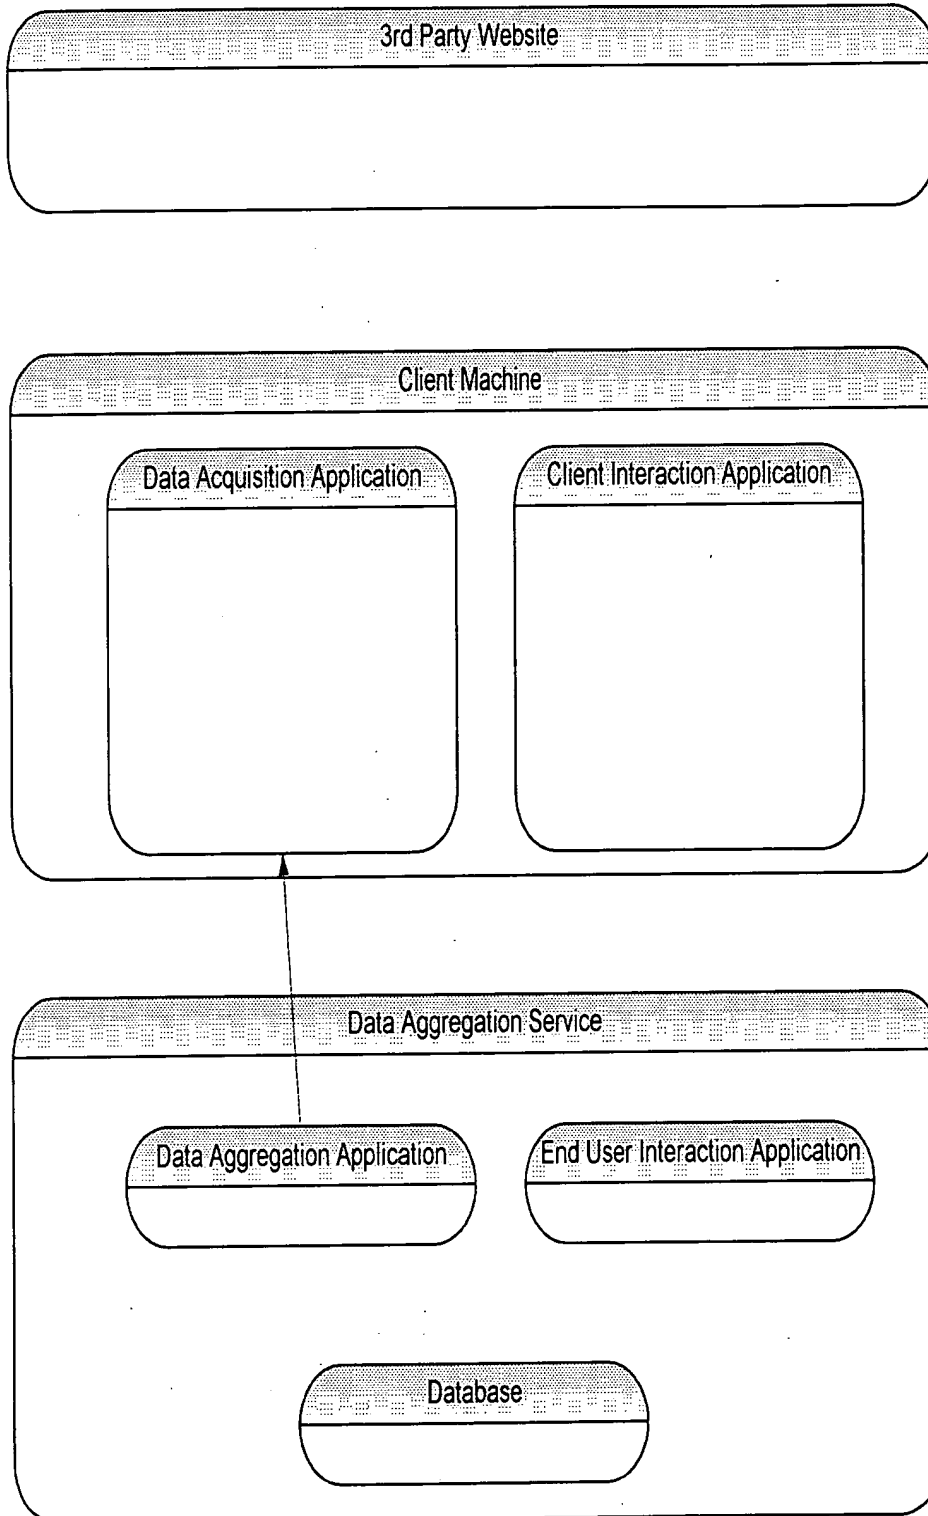 3rd Party Website
Client Machine
Data Acquisition Application
Client Interaction Application
Data Aggregation Service
Data Aggregation Application
End User Interaction Application
Database